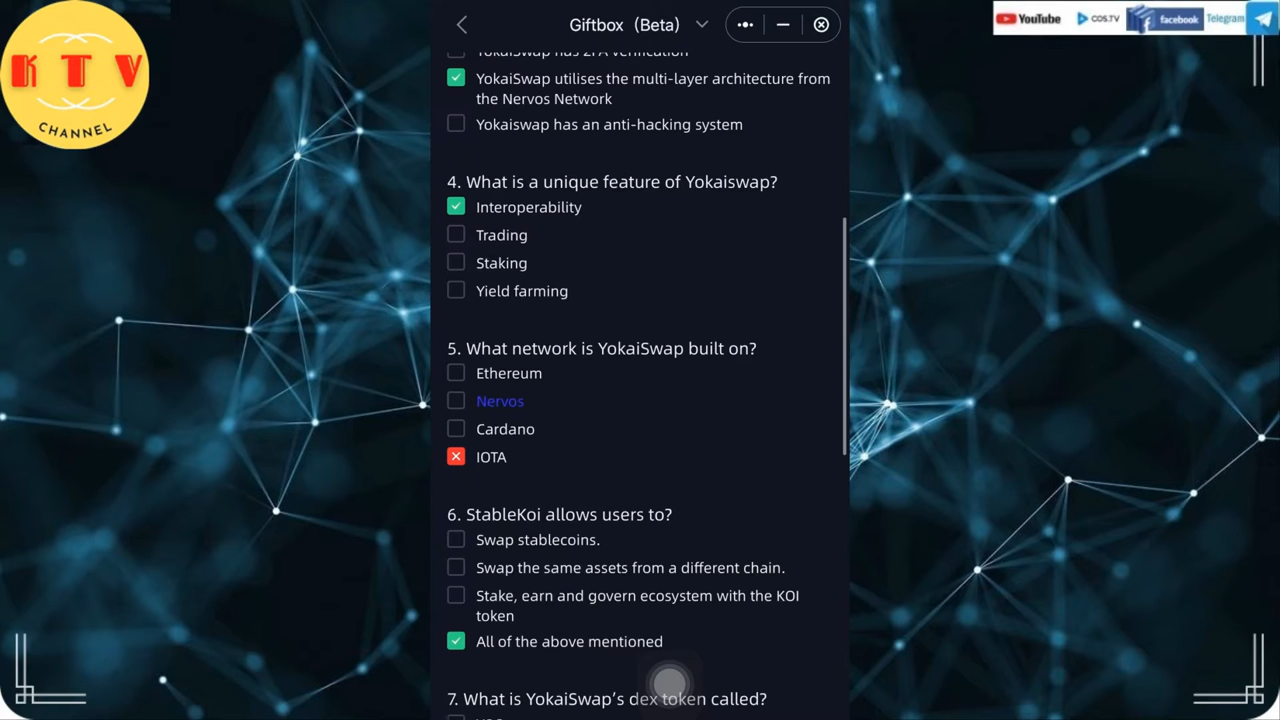 K T V
CHANNEL
YouTube
COS.TV
facebook
Telegram
Giftbox (Beta)
YokaiSwap has 2FA verification
YokaiSwap utilises the multi-layer architecture from
the Nervos Network
Yokaiswap has an anti-hacking system
4. What is a unique feature of Yokaiswap?
Interoperability
Trading
Staking
Yield farming
5. What network is YokaiSwap built on?
Ethereum
Nervos
Cardano
IOTA
6. StableKoi allows users to?
Swap stablecoins.
Swap the same assets from a different chain.
Stake, earn and govern ecosystem with the KOI
token
All of the above mentioned
7. What is YokaiSwap’s dex token called?